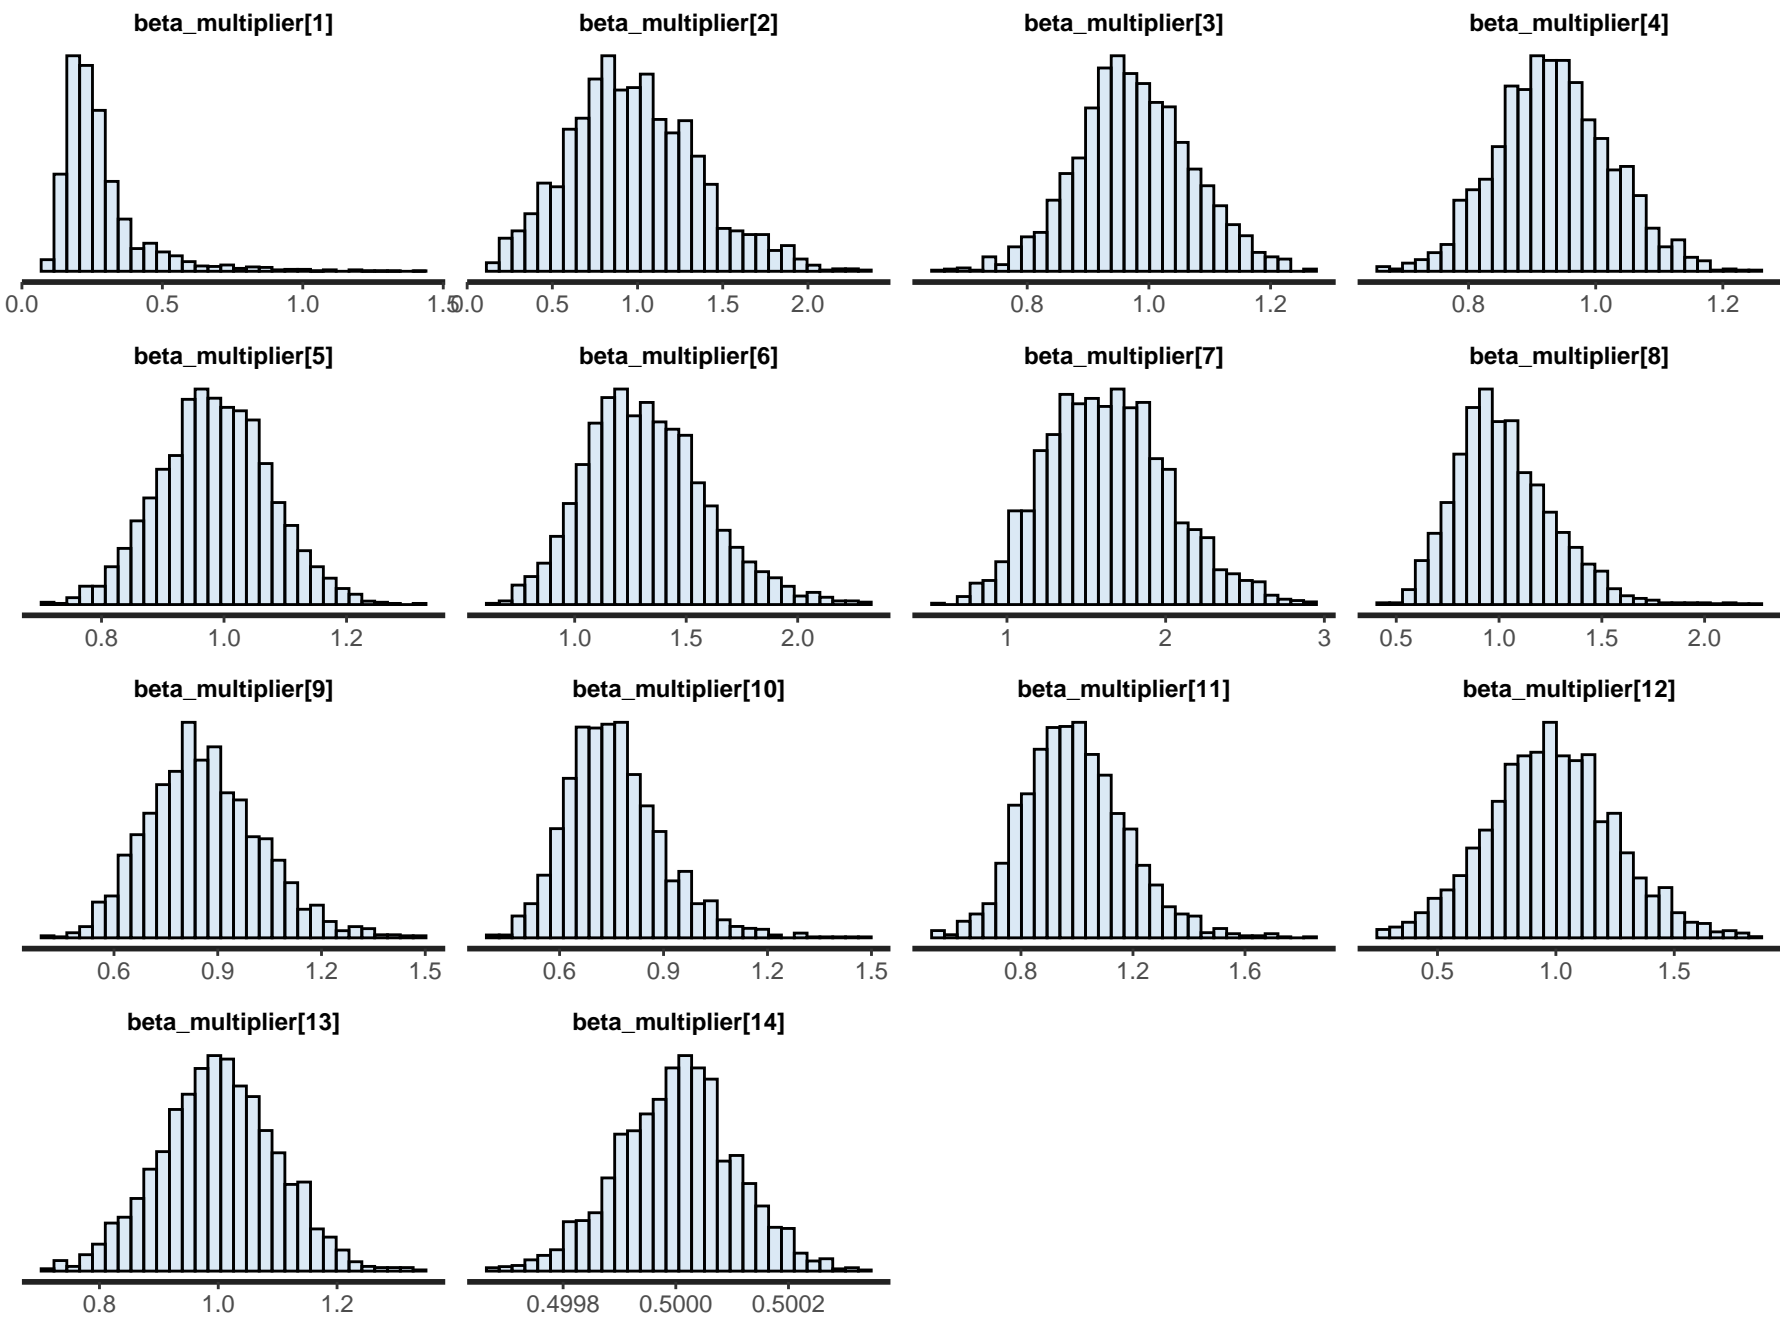 beta_multiplier[1] beta_multiplier[2] beta_multiplier[3] beta_multiplier[4]
0.0 0.5 1.0 1.5 0.0 0.5 1.0 1.5 2.0 0.8 1.0 1.2 0.8 1.0 1.2
beta_multiplier[5] beta_multiplier[6] beta_multiplier[7] beta_multiplier[8]
0.8 1.0 1.2 1.0 1.5 2.0 1 2 3 0.5 1.0 1.5 2.0
beta_multiplier[9] beta_multiplier[10] beta_multiplier[11] beta_multiplier[12]
0.6 0.9 1.2 1.5 0.6 0.9 1.2 1.5 0.8 1.2 1.6 0.5 1.0 1.5
beta_multiplier[13] beta_multiplier[14]
0.8 1.0 1.2 0.4998 0.5000 0.5002